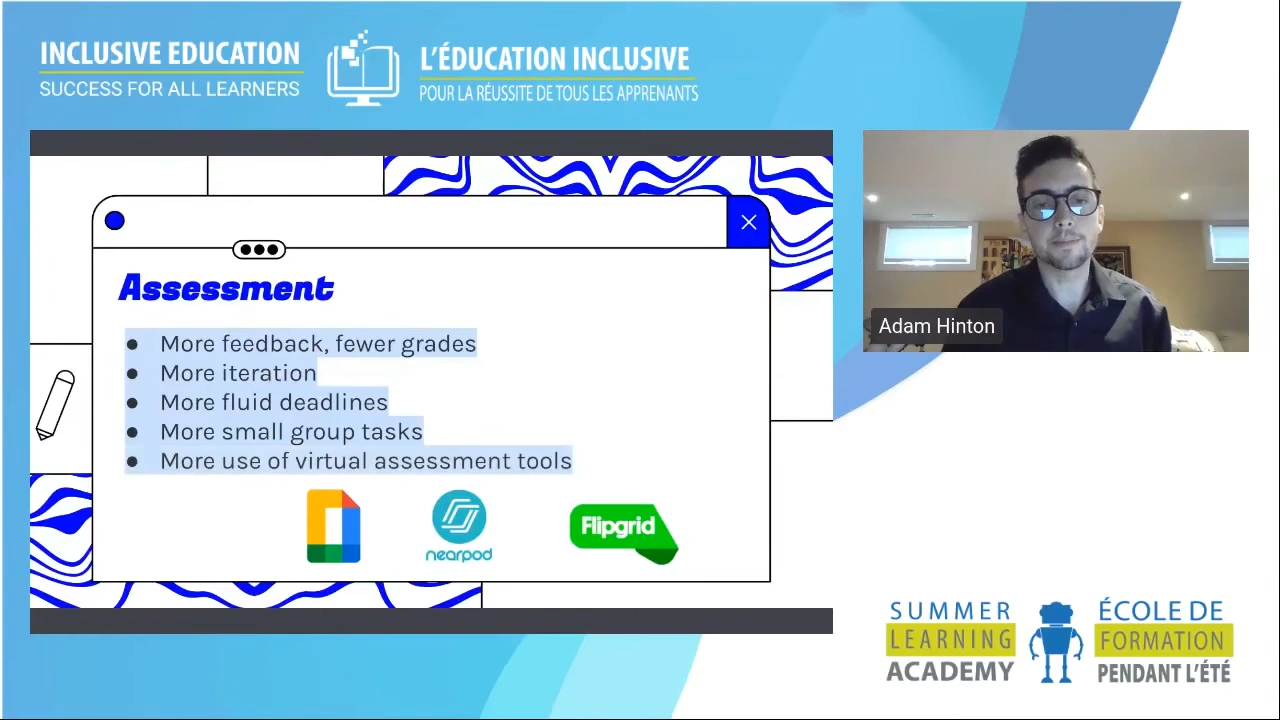 INCLUSIVE EDUCATION
SUCCESS FOR ALL LEARNERS
L'ÉDUCATION INCLUSIVE
POUR LA RÉUSSITE DE TOUS LES APPRENANTS
Assessment
● More feedback, fewer grades
● More iteration
● More fluid deadlines
● More small group tasks
● More use of virtual assessment tools
nearpod
Flipgrid
Adam Hinton
SUMMER
LEARNING
ACADEMY
ÉCOLE DE
FORMATION
PENDANT L'ÉTÉ